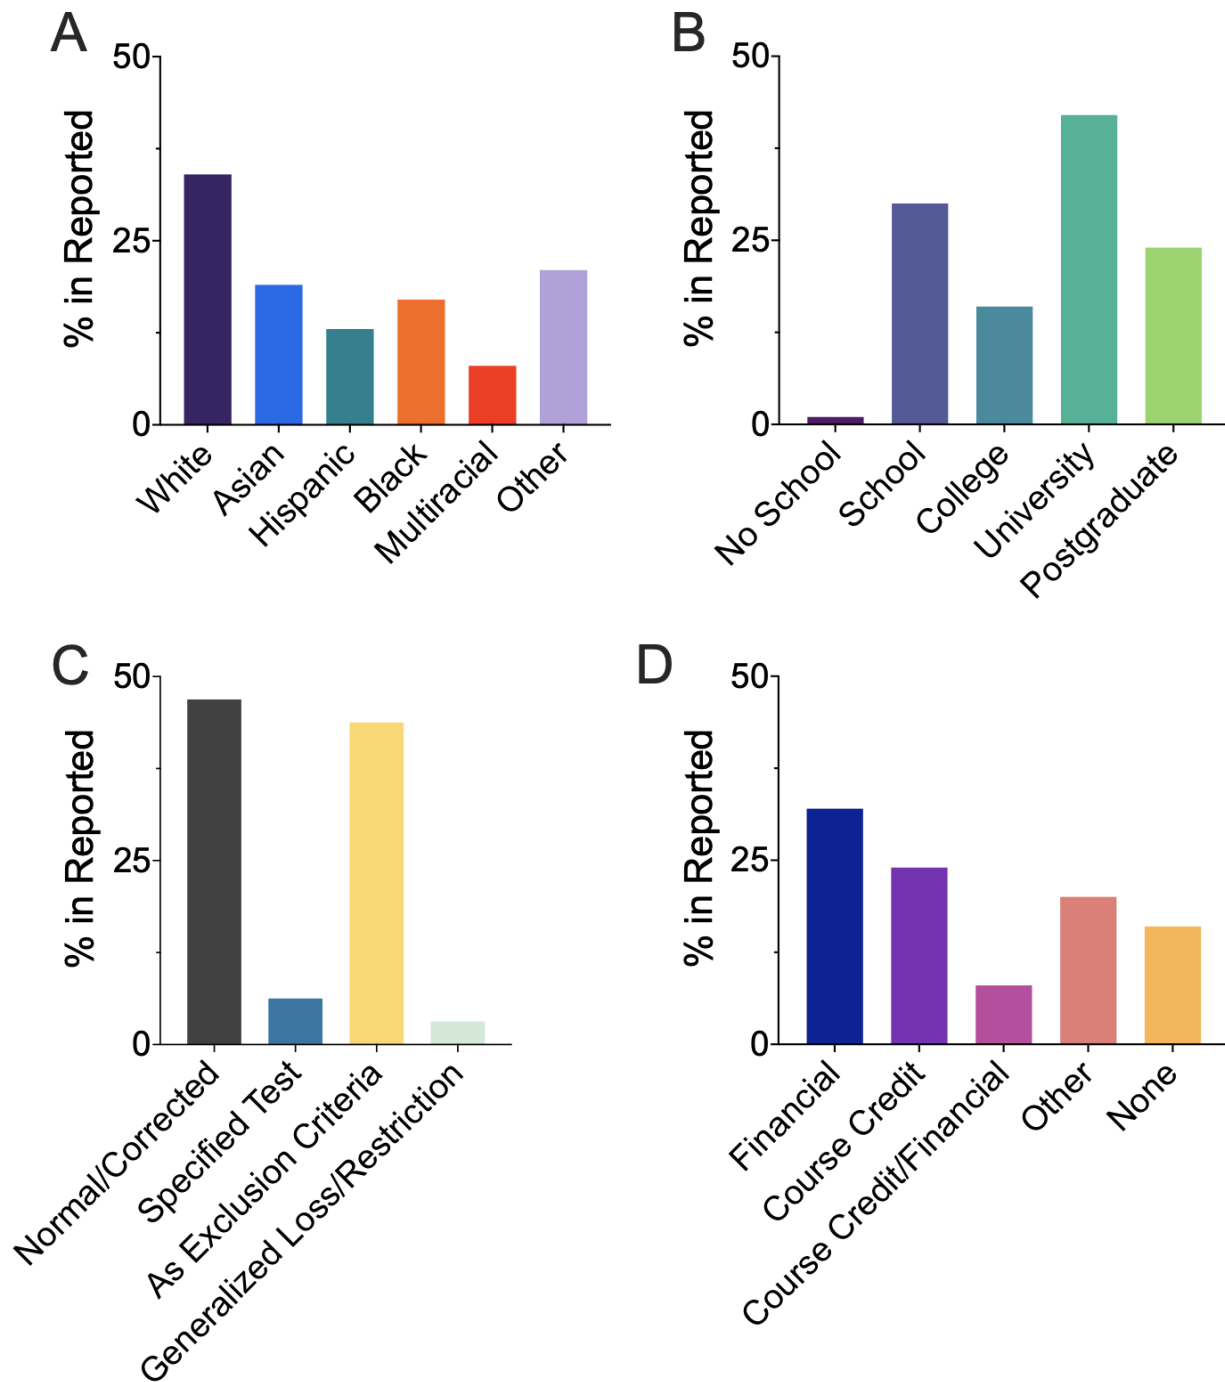 A
50
25
0
% in Reported
White
Asian
Hispanic
Black
Multiracial
Other
B
50
25
0
% in Reported
No School
School
College
University
Postgraduate
C
50
25
0
% in Reported
Normal/Corrected
Specified Test
As Exclusion Criteria
Generalized Loss/Restriction
D
50
25
0
% in Reported
Financial
Course Credit
Course Credit/Financial
Other
None